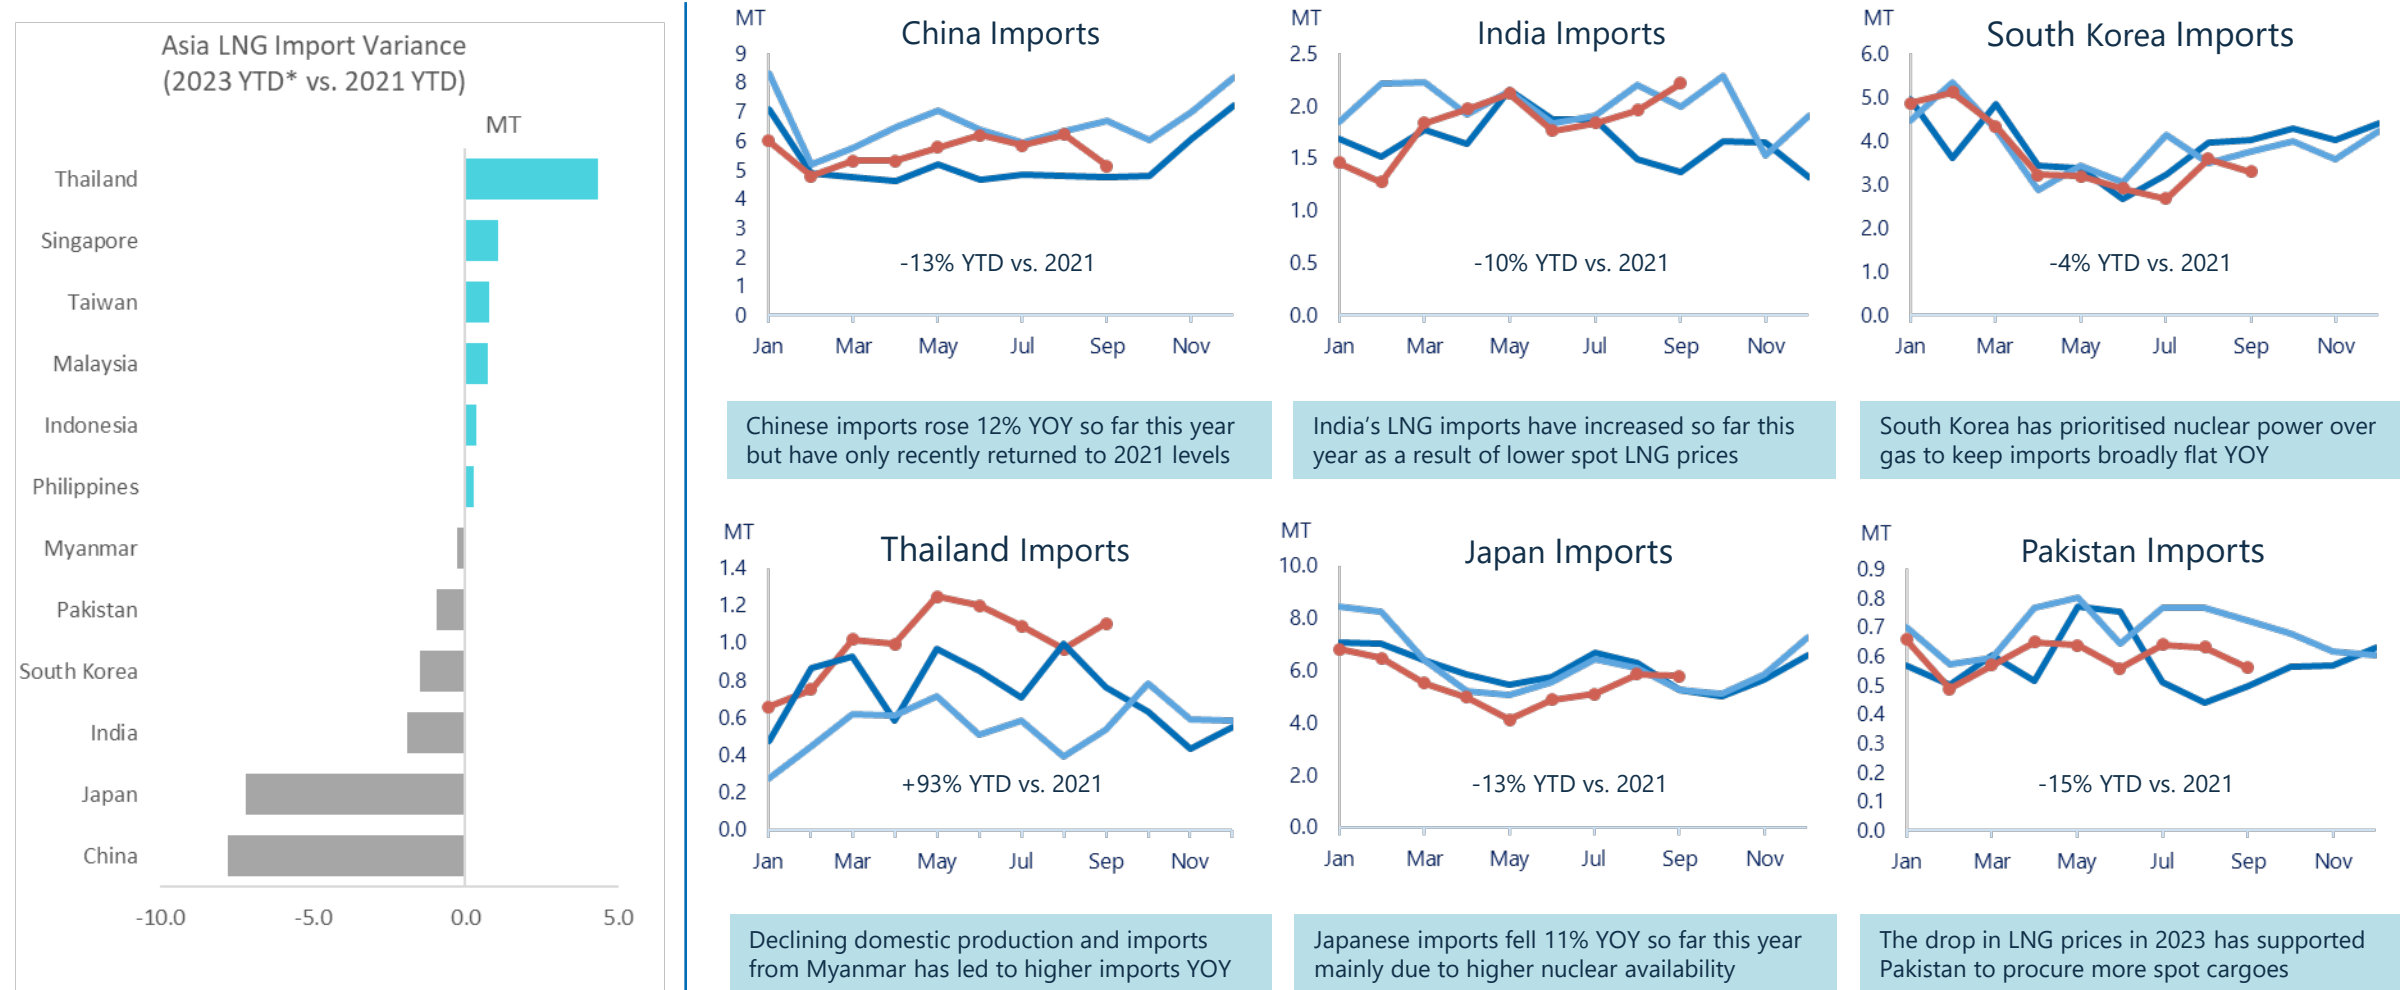 Asia LNG Import Variance
(2023 YTD* vs. 2021 YTD)
MT
Thailand
Singapore
Taiwan
Malaysia
Indonesia
Philippines
Myanmar
Pakistan
South Korea
India
Japan
China
-10.0 -5.0 0.0 5.0
MT
China Imports
9
8
7
6
5
4
3
2
1
0
-13% YTD vs. 2021
Jan Mar May Jul Sep Nov
Chinese imports rose 12% YOY so far this year
but have only recently returned to 2021 levels
MT
India Imports
2.5
2.0
1.5
1.0
0.5
0.0
-10% YTD vs. 2021
Jan Mar May Jul Sep Nov
India's LNG imports have increased so far this
year as a result of lower spot LNG prices
MT
South Korea Imports
6.0
5.0
4.0
3.0
2.0
1.0
0.0
-4% YTD vs. 2021
Jan Mar May Jul Sep Nov
South Korea has prioritised nuclear power over
gas to keep imports broadly flat YOY
MT
Thailand Imports
1.4
1.2
1.0
0.8
0.6
0.4
0.2
0.0
+93% YTD vs. 2021
Jan Mar May Jul Sep Nov
Declining domestic production and imports
from Myanmar has led to higher imports YOY
MT
Japan Imports
10.0
8.0
6.0
4.0
2.0
0.0
-13% YTD vs. 2021
Jan Mar May Jul Sep Nov
Japanese imports fell 11% YOY so far this year
mainly due to higher nuclear availability
MT
Pakistan Imports
0.9
0.8
0.7
0.6
0.5
0.4
0.3
0.2
0.1
0.0
-15% YTD vs. 2021
Jan Mar May Jul Sep Nov
The drop in LNG prices in 2023 has supported
Pakistan to procure more spot cargoes